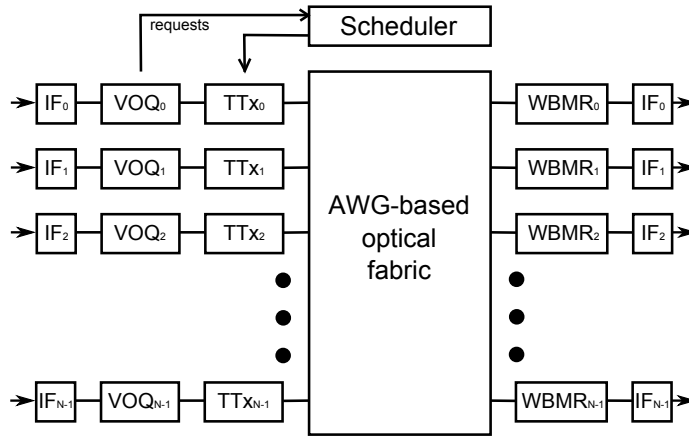 requests
Scheduler
IF0 VOQ0 TTx0 WBMR0 IF0
IF1 VOQ1 TTx1 WBMR1 IF1
IF2 VOQ2 TTx2 WBMR2 IF2
AWG-based
optical
fabric
IFN-1 VOQN-1 TTxN-1 WBMRN-1 IFN-1